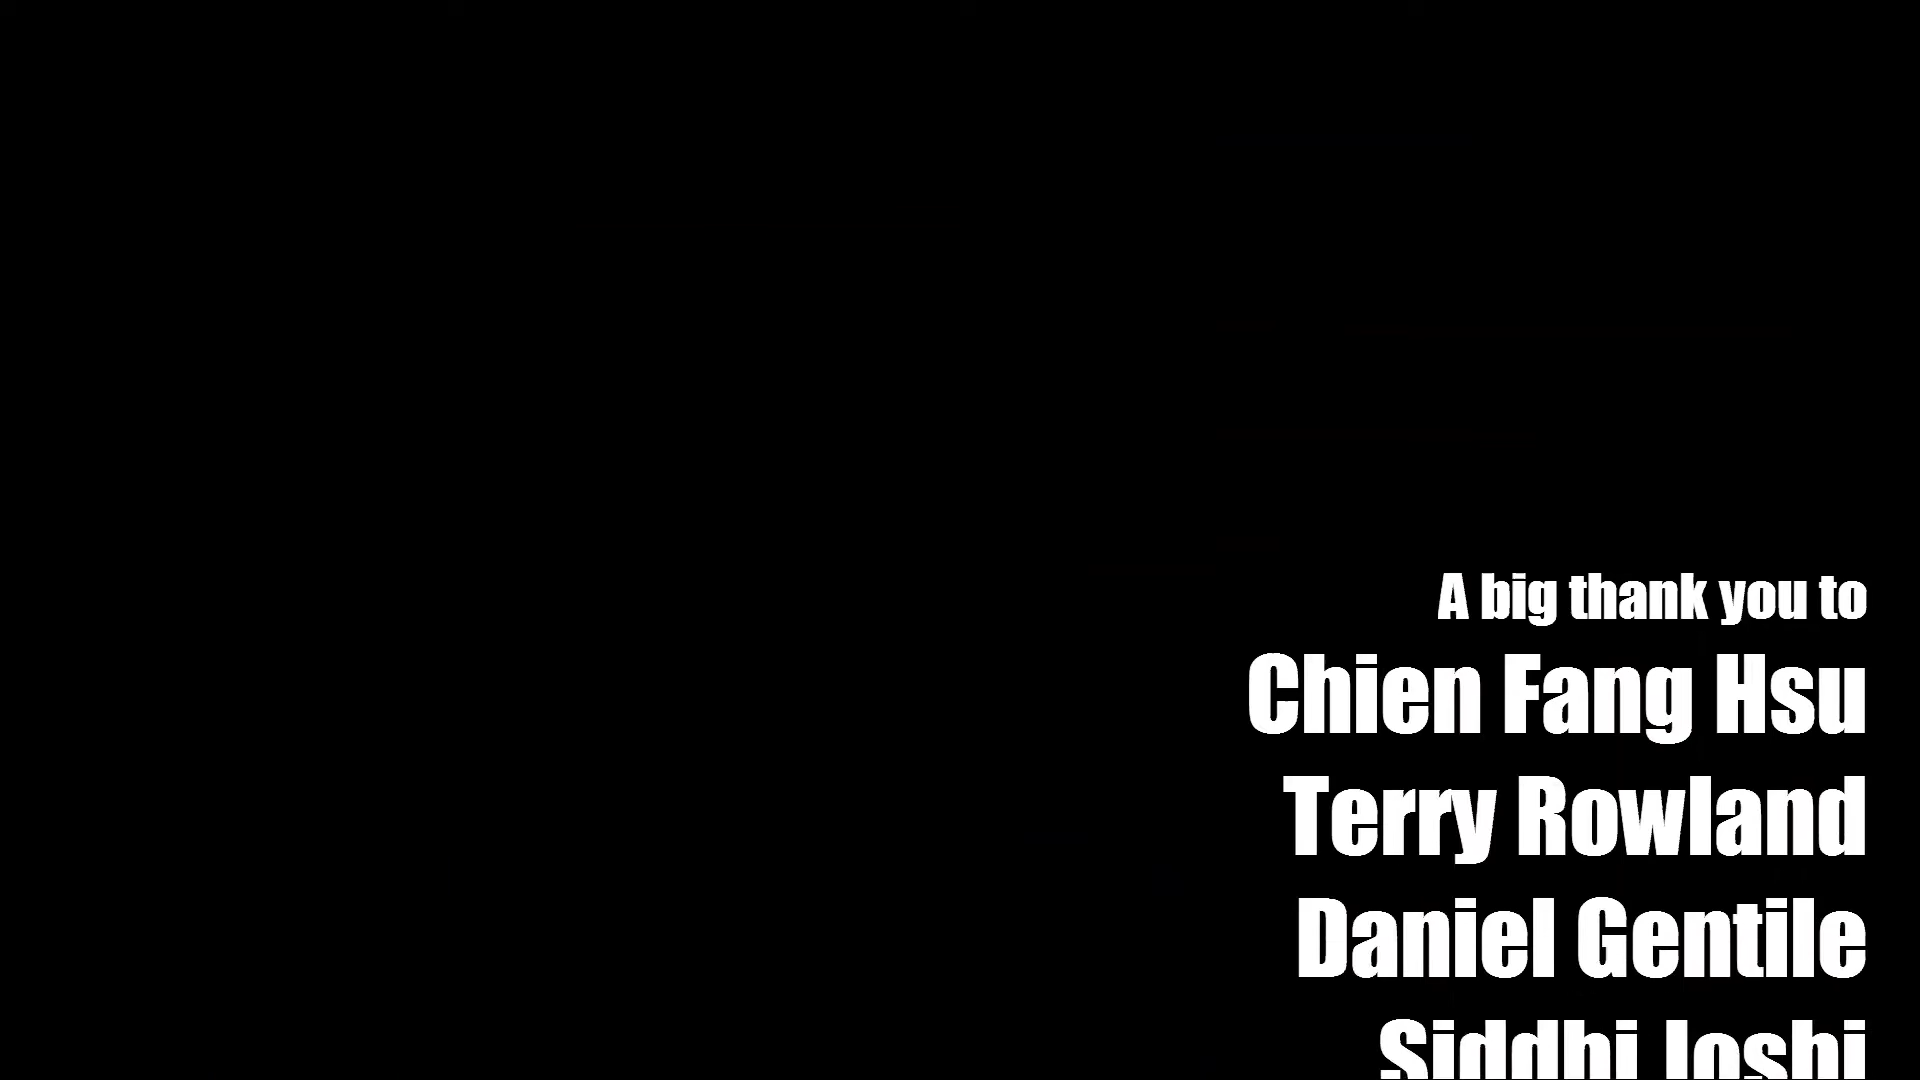 A big thank you to
Chien Fang Hsu
Terry Rowland
Daniel Gentile
Siddhi Joshi